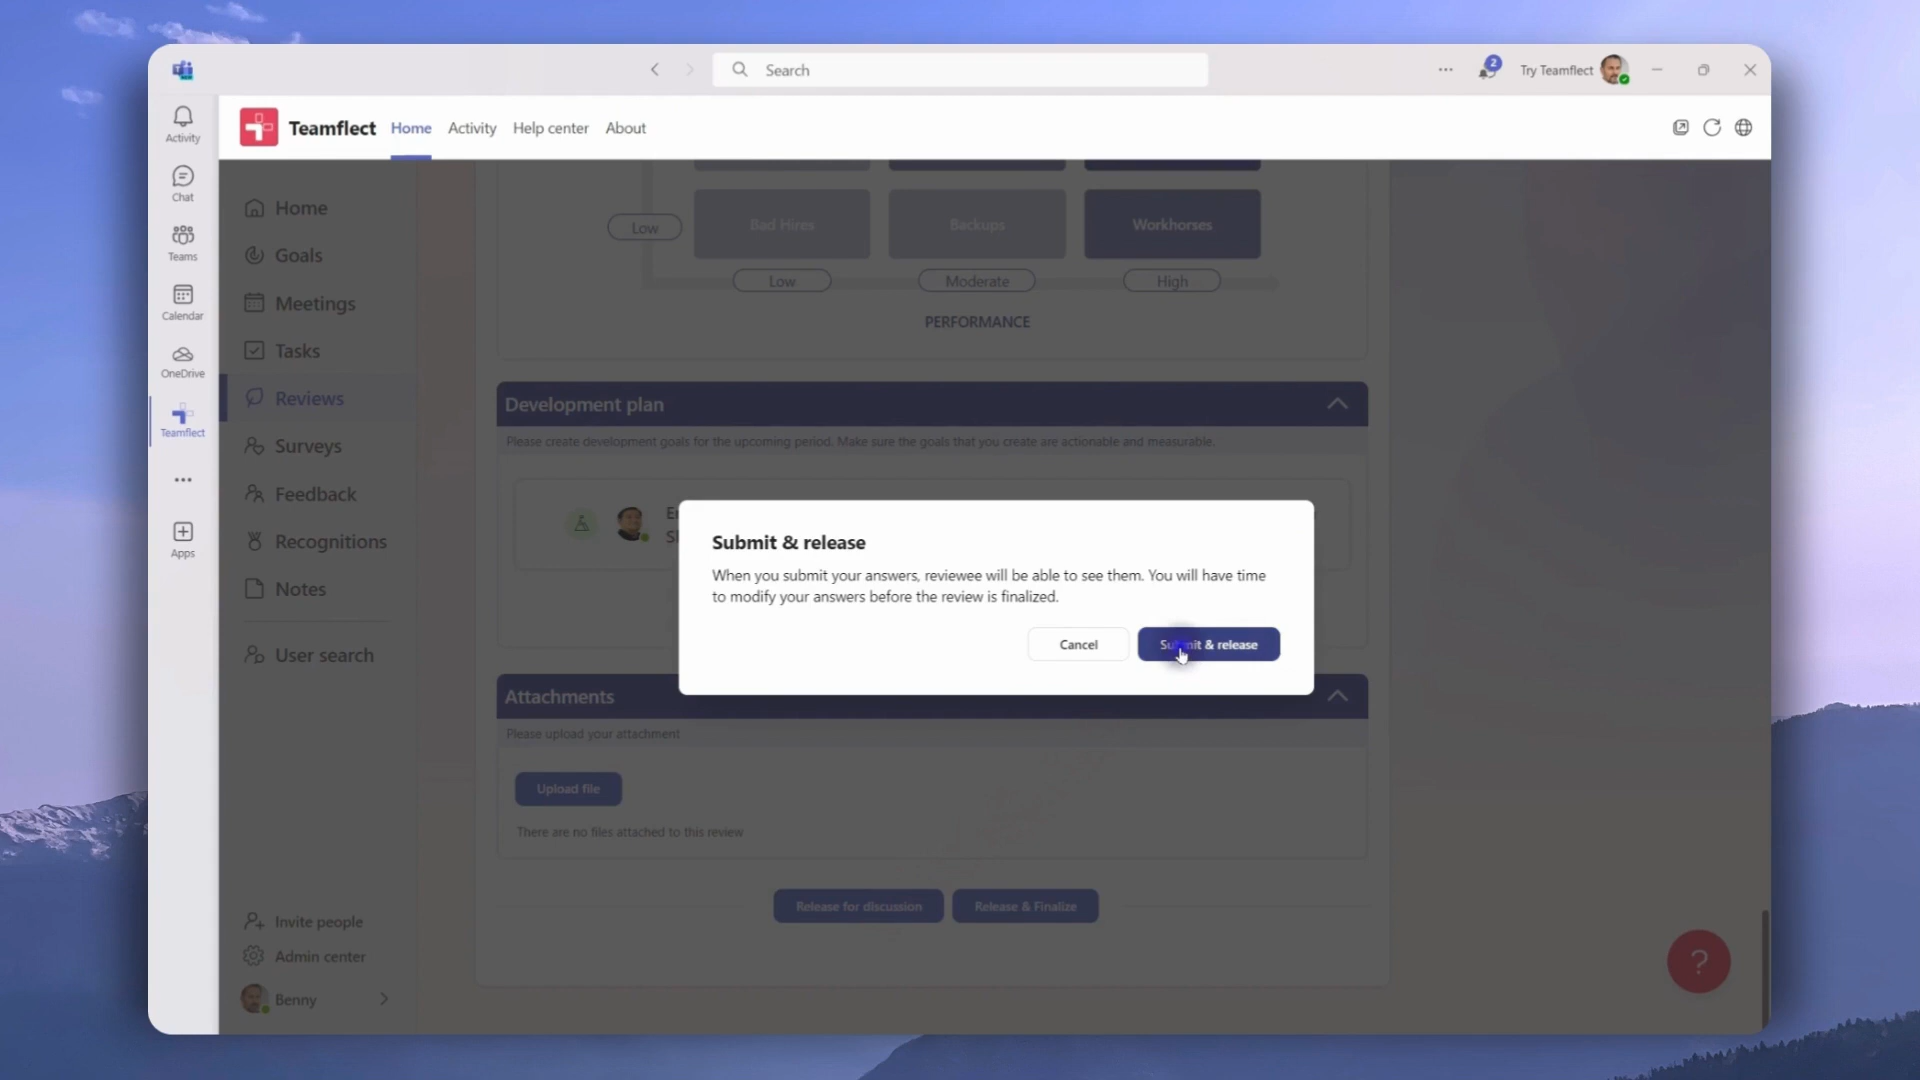 Search
2
Try Teamflect
Activity
Chat
Teams
Calendar
OneDrive
Teamflect
Apps
Teamflect
Home
Activity
Help center
About
Home
Goals
Meetings
Tasks
Reviews
Surveys
Feedback
Recognitions
Notes
User search
Invite people
Admin center
Benny
Low
Bad Hires
Backups
Workhorses
Low
Moderate
High
PERFORMANCE
Development plan
Please create development goals for the upcoming period. Make sure the goals that you create are actionable and measurable.
Submit & release
When you submit your answers, reviewee will be able to see them. You will have time
to modify your answers before the review is finalized.
Cancel
Submit & release
Attachments
Please upload your attachment
Upload file
There are no files attached to this review
Release for discussion
Release & Finalize
?